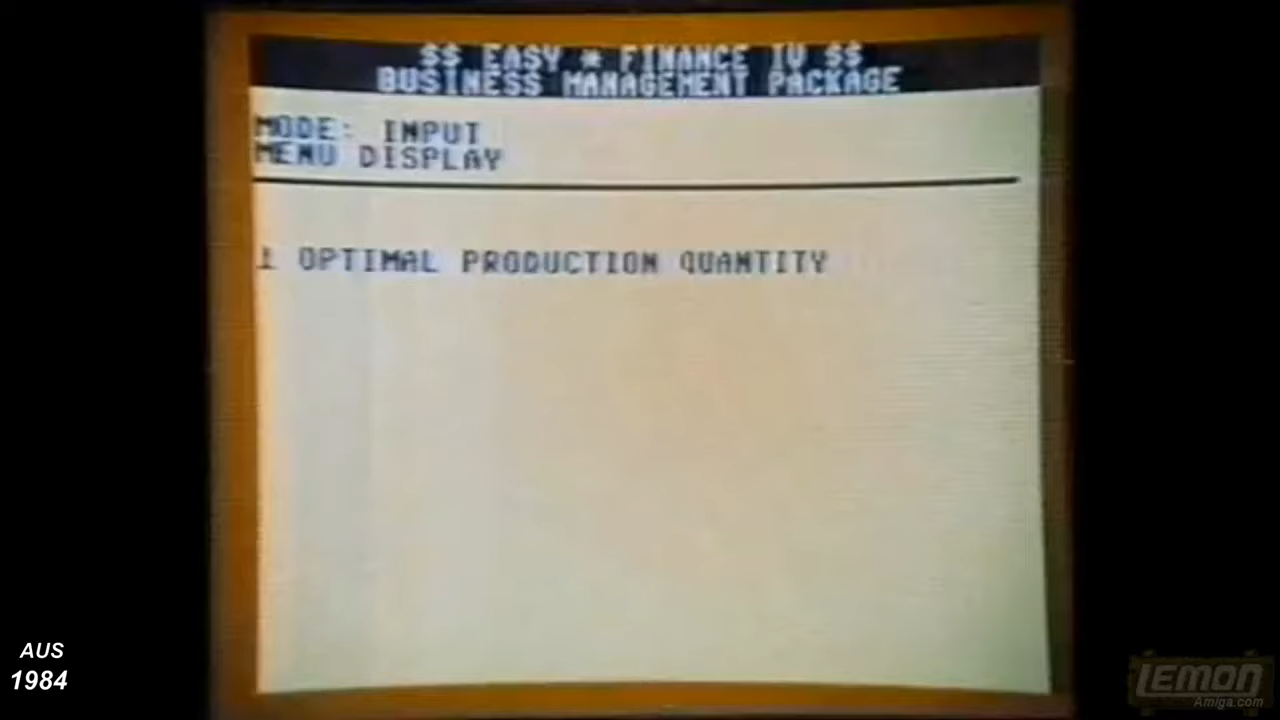 $$ EASY * FINANCE IV $$
BUSINESS MANAGEMENT PACKAGE
MODE: INPUT
MENU DISPLAY
1 OPTIMAL PRODUCTION QUANTITY
AUS
1984
LEMON
Amiga.com